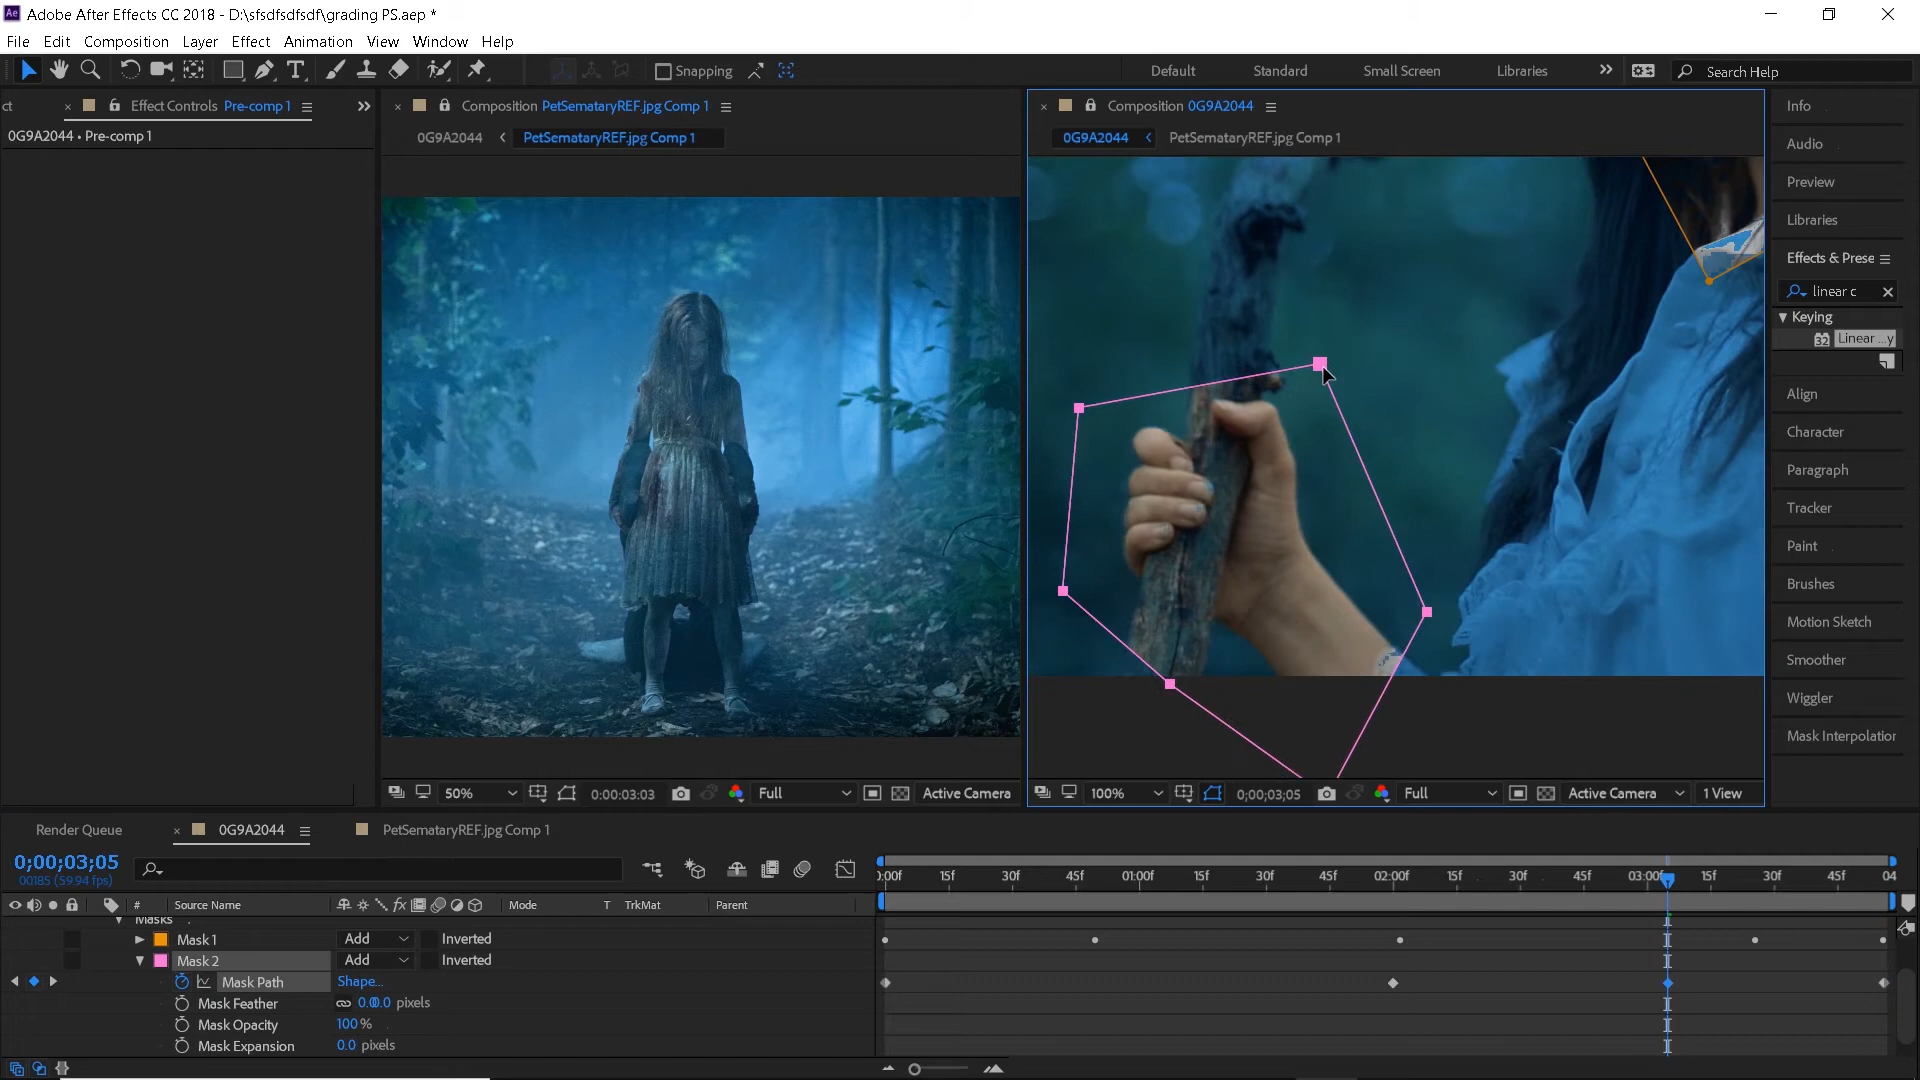 Adobe After Effects CC 2018 - D:\sfsdfsdfsdf\grading PS.aep *
File Edit Composition Layer Effect Animation View Window Help
Snapping Default Standard Small Screen Libraries Search Help
ct Effect Controls Pre-comp 1
0G9A2044 • Pre-comp 1
Composition PetSemataryREF.jpg Comp 1
0G9A2044 PetSemataryREF.jpg Comp 1
Composition 0G9A2044
0G9A2044 PetSemataryREF.jpg Comp 1
Info
Audio
Preview
Libraries
Effects & Prese
linear c
Keying
32 Linear ...y
Align
Character
Paragraph
Tracker
Paint
Brushes
Motion Sketch
Smoother
Wiggler
Mask Interpolation
50% 0:00:03:03 Full Active Camera
100% 0;00;03;05 Full Active Camera 1 View
Render Queue 0G9A2044 PetSemataryREF.jpg Comp 1
0;00;03;05
00185 (59.94 fps)
# Source Name Mode T TrkMat Parent
):00f 15f 30f 45f 01:00f 15f 30f 45f 02:00f 15f 30f 45f 03:00f 15f 30f 45f 04
Masks
Mask 1 Add Inverted
Mask 2 Add Inverted
Mask Path Shape...
Mask Feather pixels
Mask Opacity 100 %
Mask Expansion 0.0 pixels